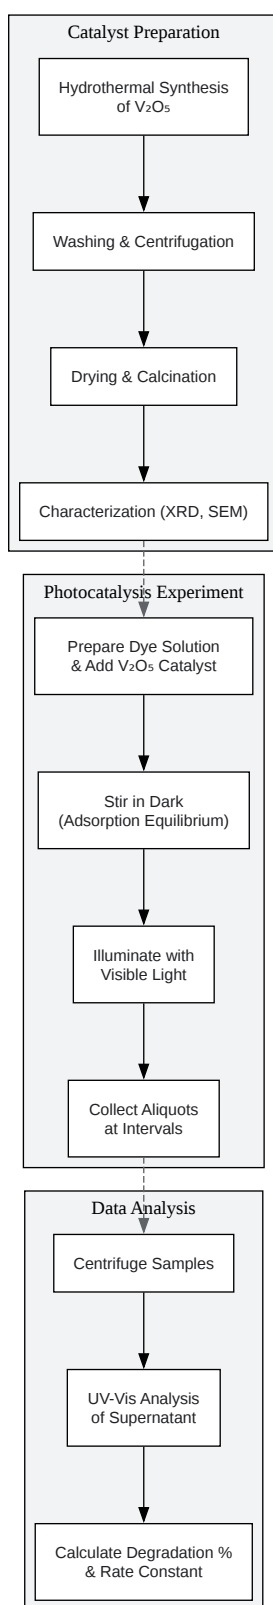 Catalyst Preparation
Hydrothermal Synthesis
of V₂O₅
Washing & Centrifugation
Drying & Calcination
Characterization (XRD, SEM)
Photocatalysis Experiment
Prepare Dye Solution
& Add V₂O₅ Catalyst
Stir in Dark
(Adsorption Equilibrium)
Illuminate with
Visible Light
Collect Aliquots
at Intervals
Data Analysis
Centrifuge Samples
UV-Vis Analysis
of Supernatant
Calculate Degradation %
& Rate Constant